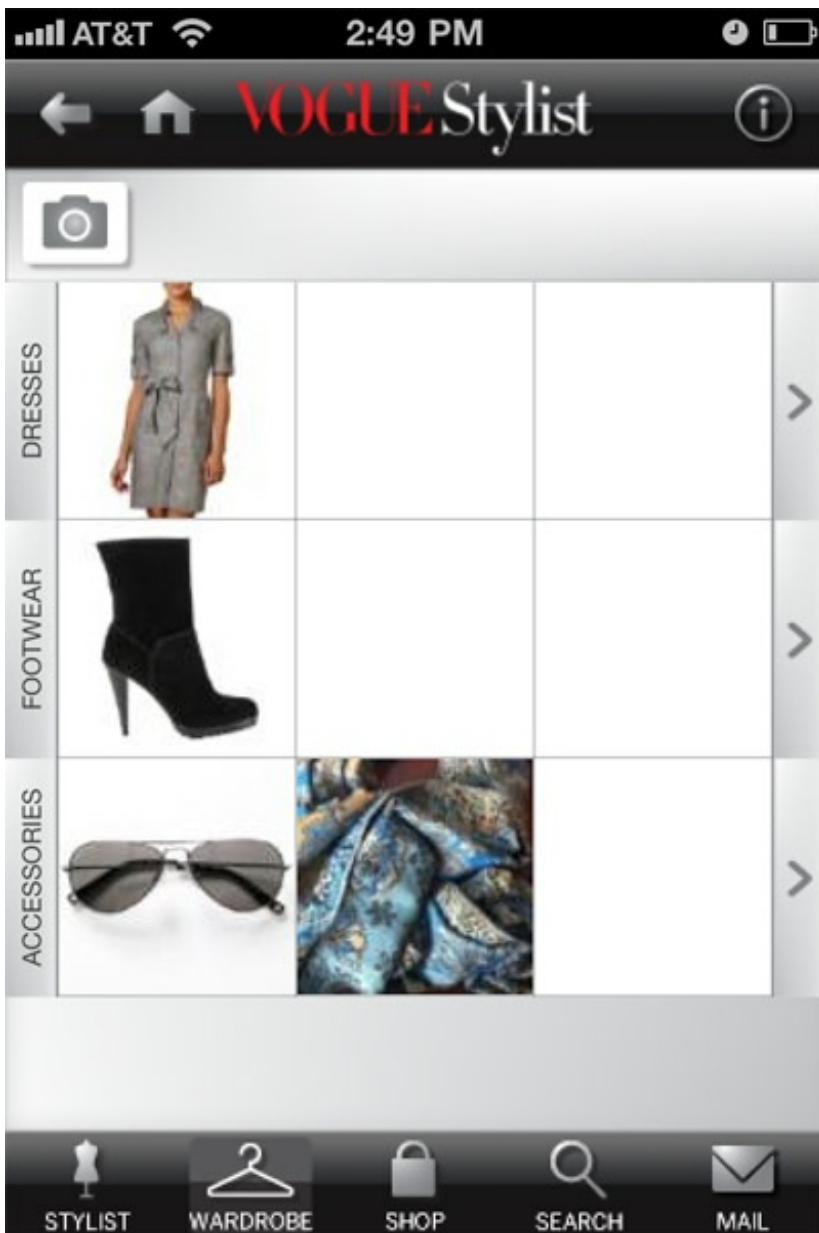 AT&T 2:49 PM
VOGUE Stylist
DRESSES
FOOTWEAR
ACCESSORIES
STYLIST WARDROBE SHOP SEARCH MAIL